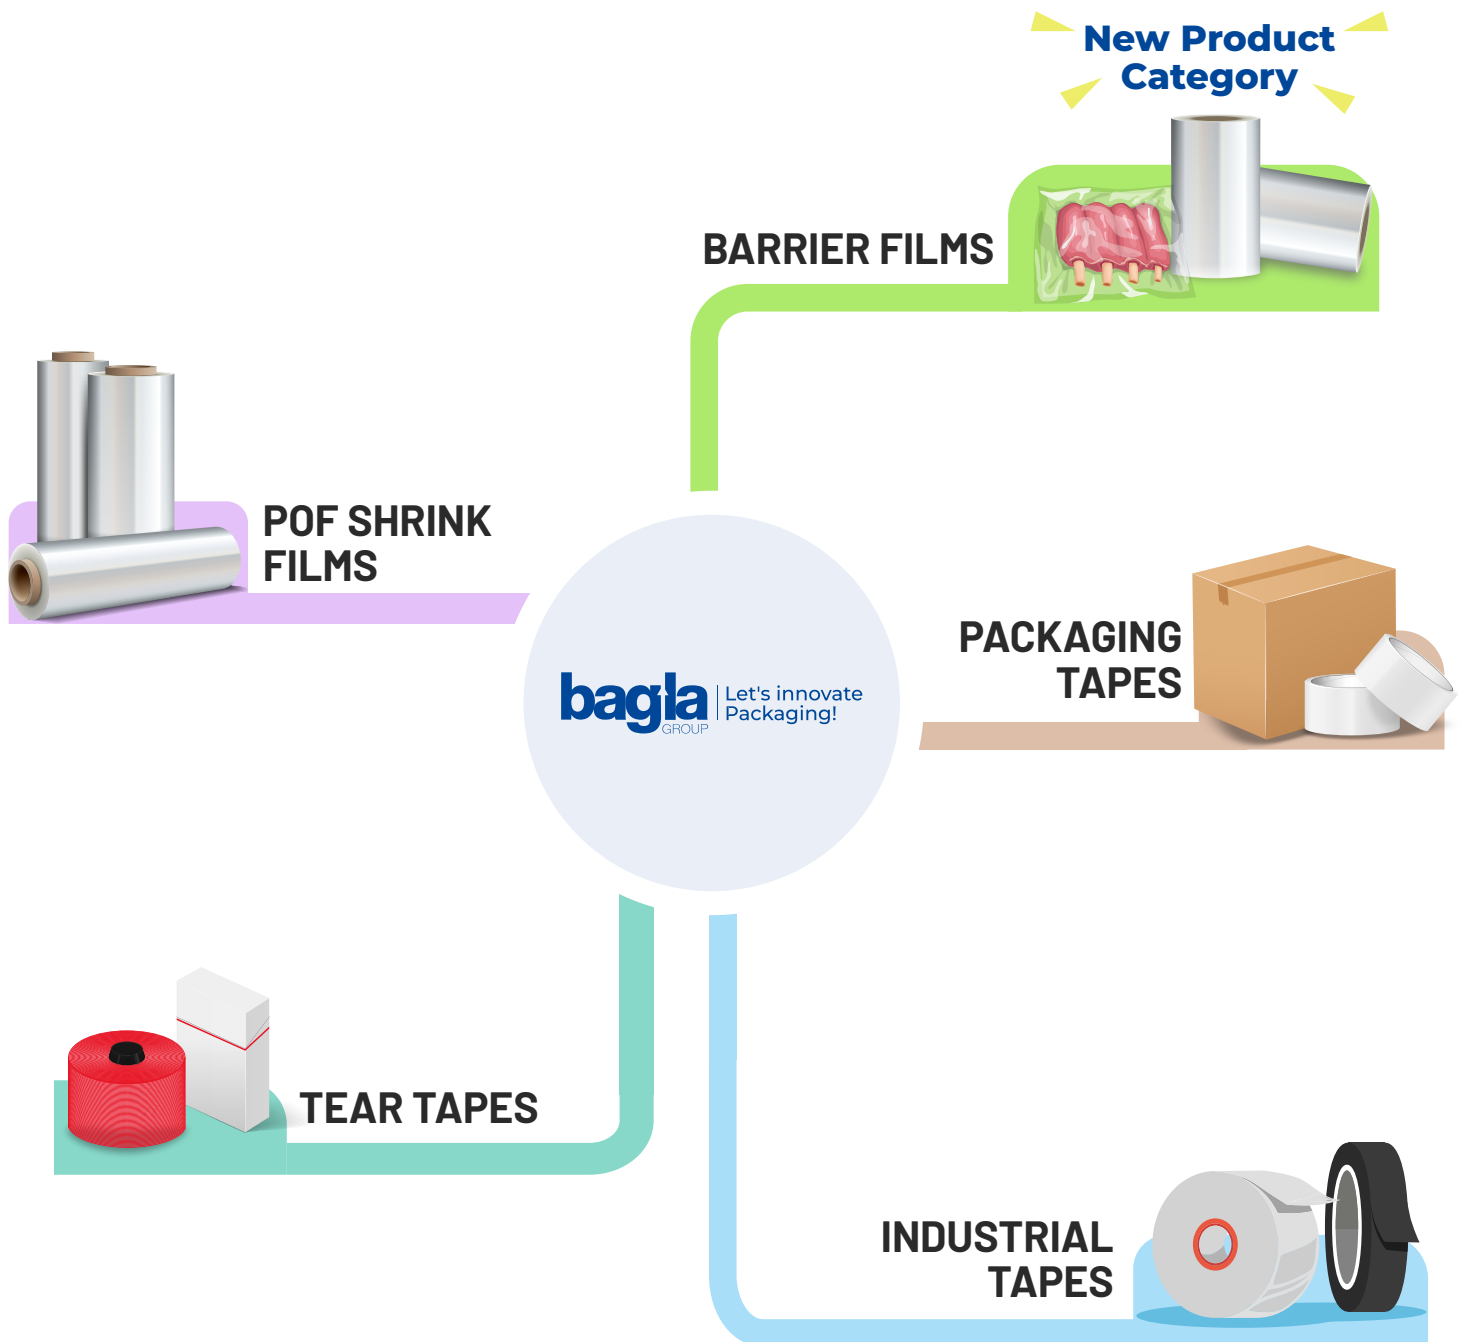 New Product
Category
BARRIER FILMS
POF SHRINK
FILMS
PACKAGING
TAPES
bagla
GROUP
Let's innovate
Packaging!
TEAR TAPES
INDUSTRIAL
TAPES